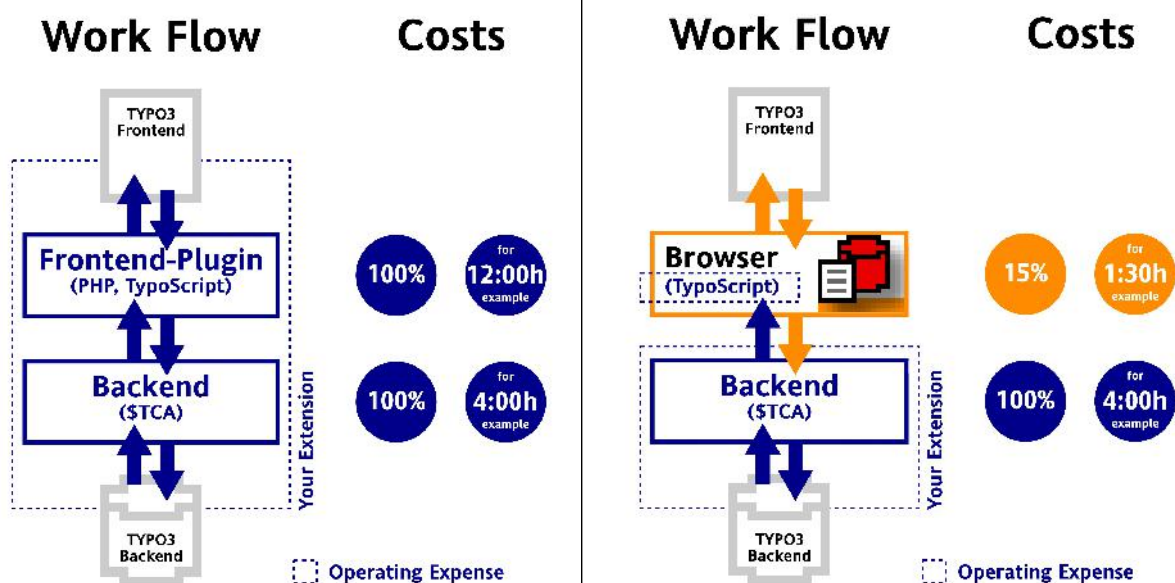 Work Flow
Costs
TYPO3
Frontend
Frontend-Plugin
(PHP, TypoScript)
100%
for
12:00h
example
Backend
($TCA)
100%
for
4:00h
example
Your Extension
TYPO3
Backend
Operating Expense
Work Flow
Costs
TYPO3
Frontend
Browser
(TypoScript)
15%
for
1:30h
example
Backend
($TCA)
100%
for
4:00h
example
Your Extension
TYPO3
Backend
Operating Expense